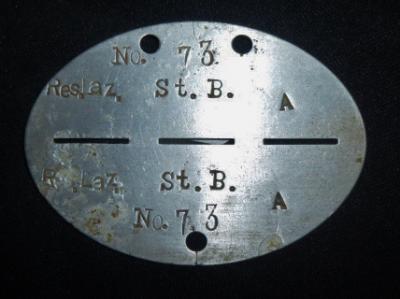 No. 73
Res.Laz. St. B. A
R s.Laz. St. B. A
No. 73